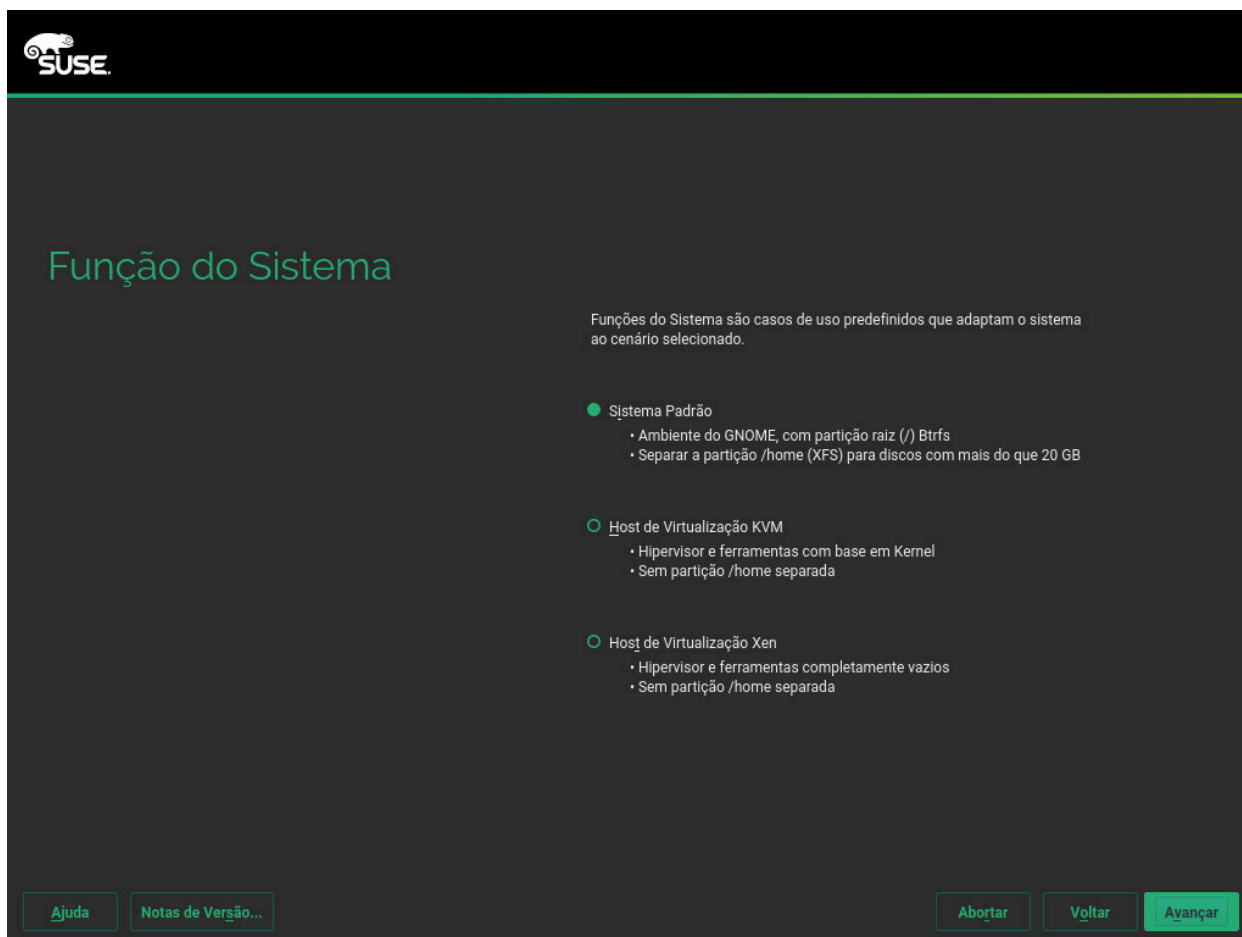 SUSE.
Função do Sistema
Funções do Sistema são casos de uso predefinidos que adaptam o sistema
ao cenário selecionado.
Sistema Padrão
• Ambiente do GNOME, com partição raiz (/) Btrfs
• Separar a partição /home (XFS) para discos com mais do que 20 GB
Host de Virtualização KVM
• Hipervisor e ferramentas com base em Kernel
• Sem partição /home separada
Host de Virtualização Xen
• Hipervisor e ferramentas completamente vazios
• Sem partição /home separada
Ajuda Notas de Versão... Abortar Voltar Avançar